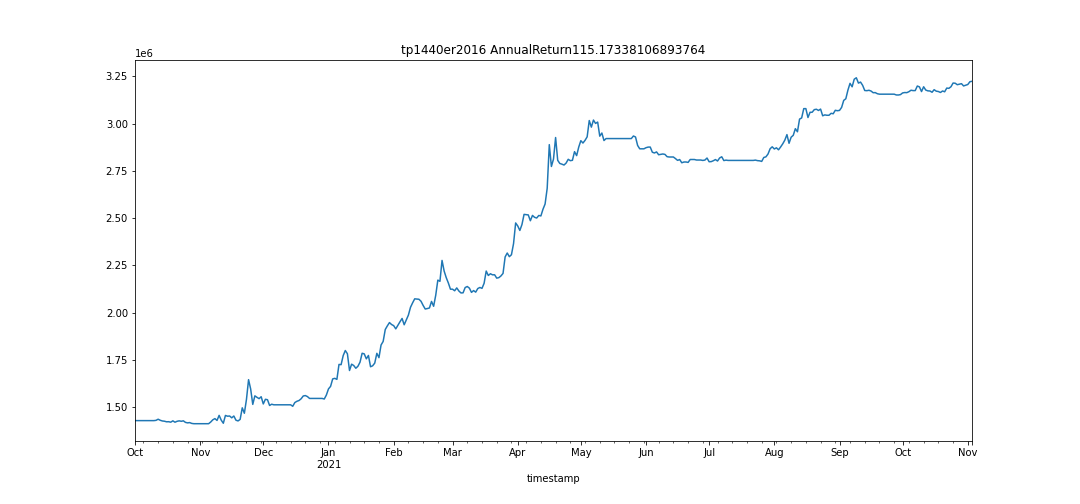 tp1440er2016 AnnualReturn115.17338106893764
1e6
3.25
3.00
2.75
2.50
2.25
2.00
1.75
1.50
Oct Nov Dec Jan Feb Mar Apr May Jun Jul Aug Sep Oct Nov
2021
timestamp